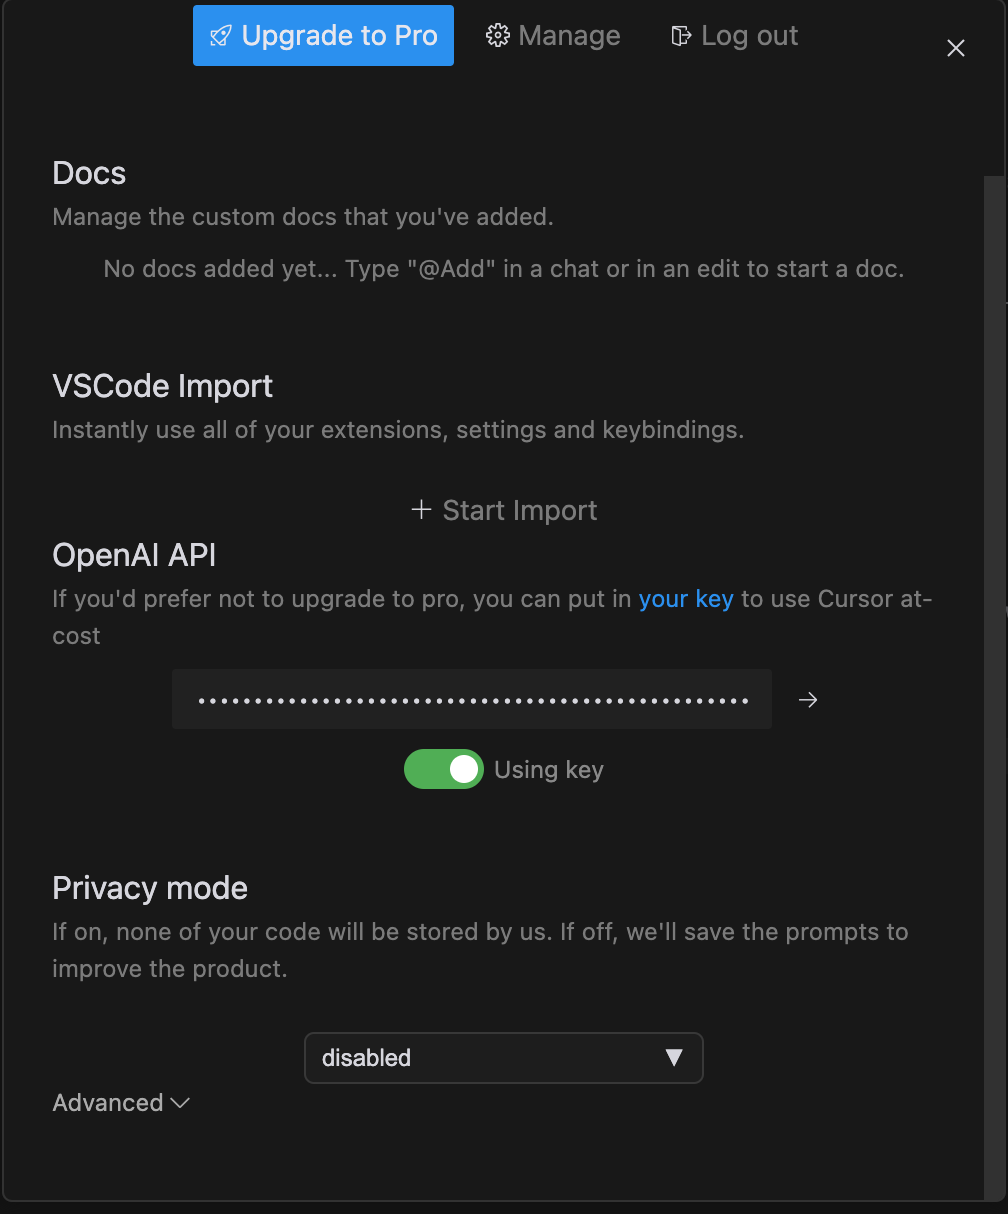 Upgrade to Pro
Manage
Log out
Docs
Manage the custom docs that you've added.
No docs added yet... Type "@Add" in a chat or in an edit to start a doc.
VSCode Import
Instantly use all of your extensions, settings and keybindings.
+ Start Import
OpenAI API
If you'd prefer not to upgrade to pro, you can put in your key to use Cursor at-
cost
Using key
Privacy mode
If on, none of your code will be stored by us. If off, we'll save the prompts to
improve the product.
disabled
Advanced